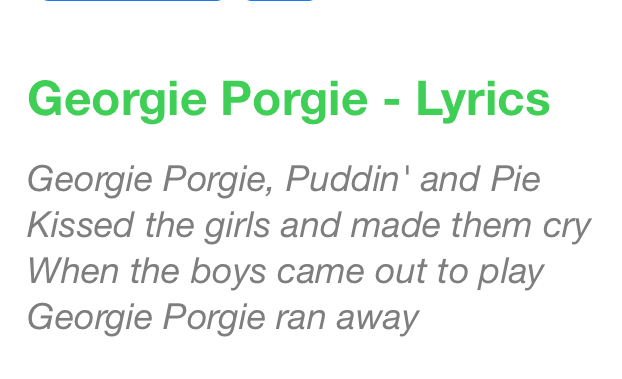 Georgie Porgie - Lyrics
Georgie Porgie, Puddin' and Pie
Kissed the girls and made them cry
When the boys came out to play
Georgie Porgie ran away